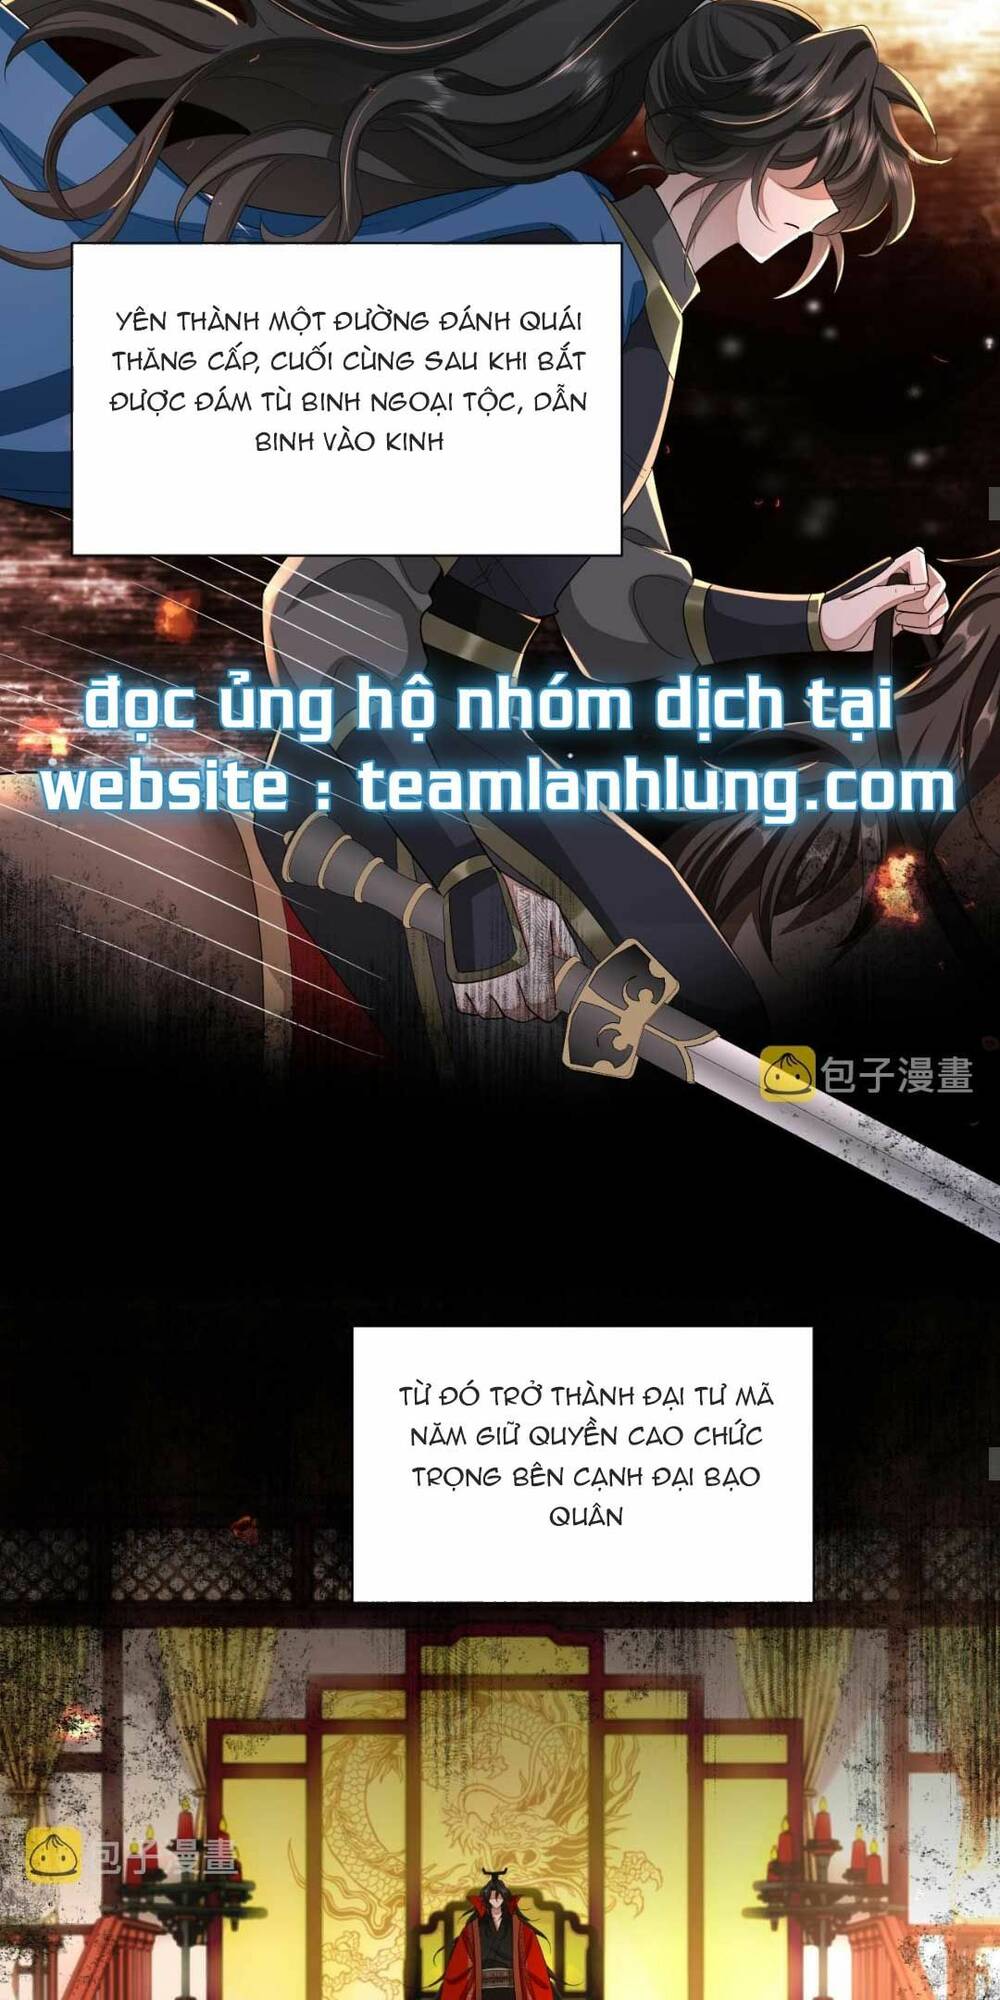 YÊN THÀNH MỘT ĐƯỜNG ĐÁNH QUÁI
THĂNG CẤP, CUỐI CÙNG SAU KHI BẮT
ĐƯỢC ĐÁM TÙ BINH NGOẠI TỘC, DẪN
BINH VÀO KINH
đọc ủng hộ nhóm dịch tại
website : teamlanhlung.com
包子漫畫
TỪ ĐÓ TRỞ THÀNH ĐẠI TƯ MÃ
NĂM GIỮ QUYỀN CAO CHỨC
TRỌNG BÊN CẠNH ĐẠI BẠO
QUÂN
包子漫畫